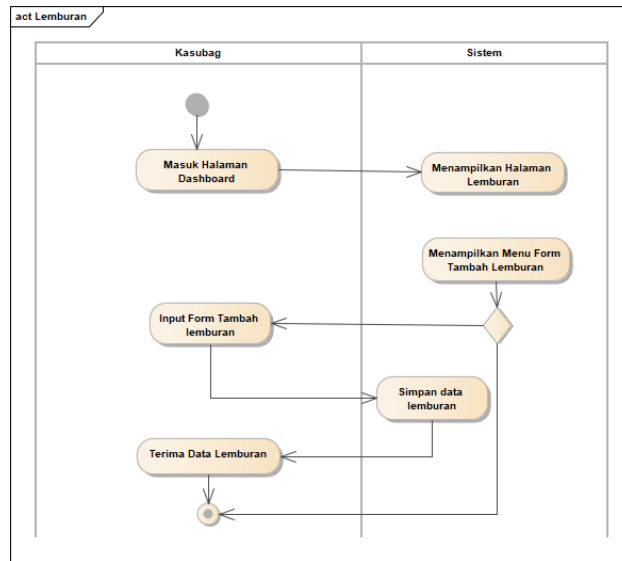 act Lemburan
Kasubag
Sistem
Masuk Halaman
Dashboard
Menampilkan Halaman
Lemburan
Menampilkan Menu Form
Tambah Lemburan
Input Form Tambah
lemburan
Simpan data
lemburan
Terima Data Lemburan